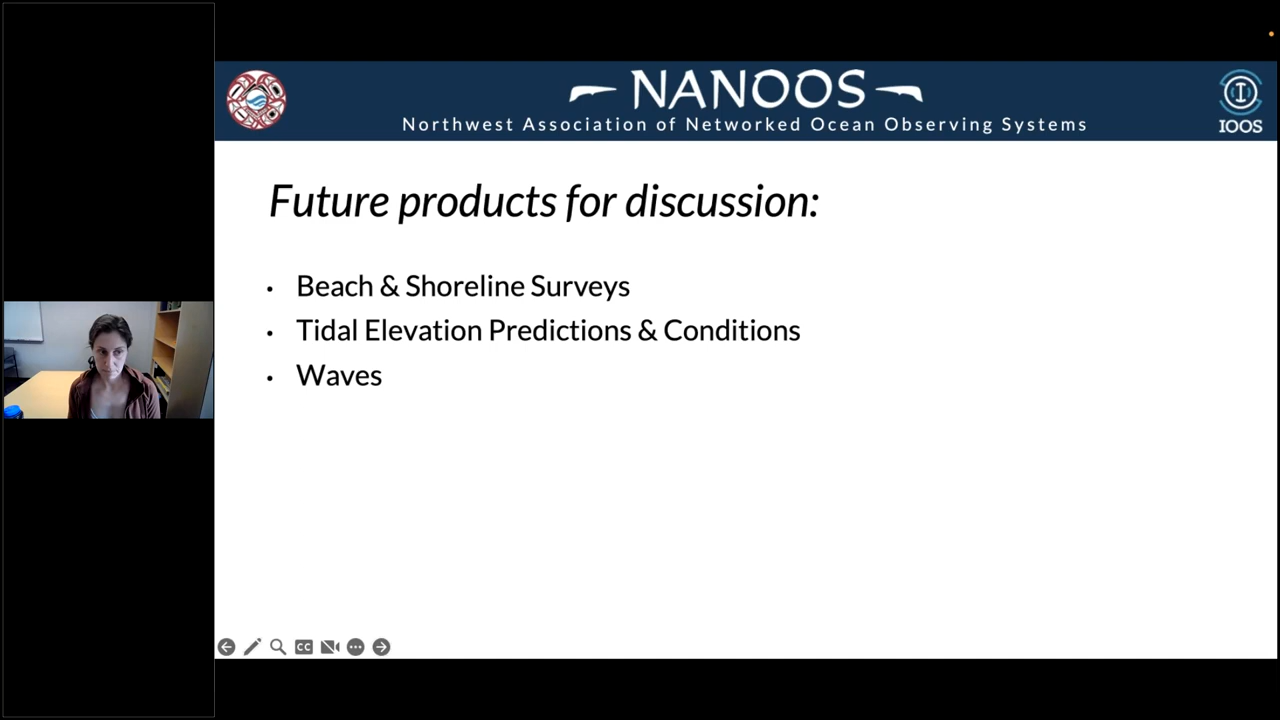 NANOOS
Northwest Association of Networked Ocean Observing Systems
IOOS
Future products for discussion:
• Beach & Shoreline Surveys
• Tidal Elevation Predictions & Conditions
• Waves
CC